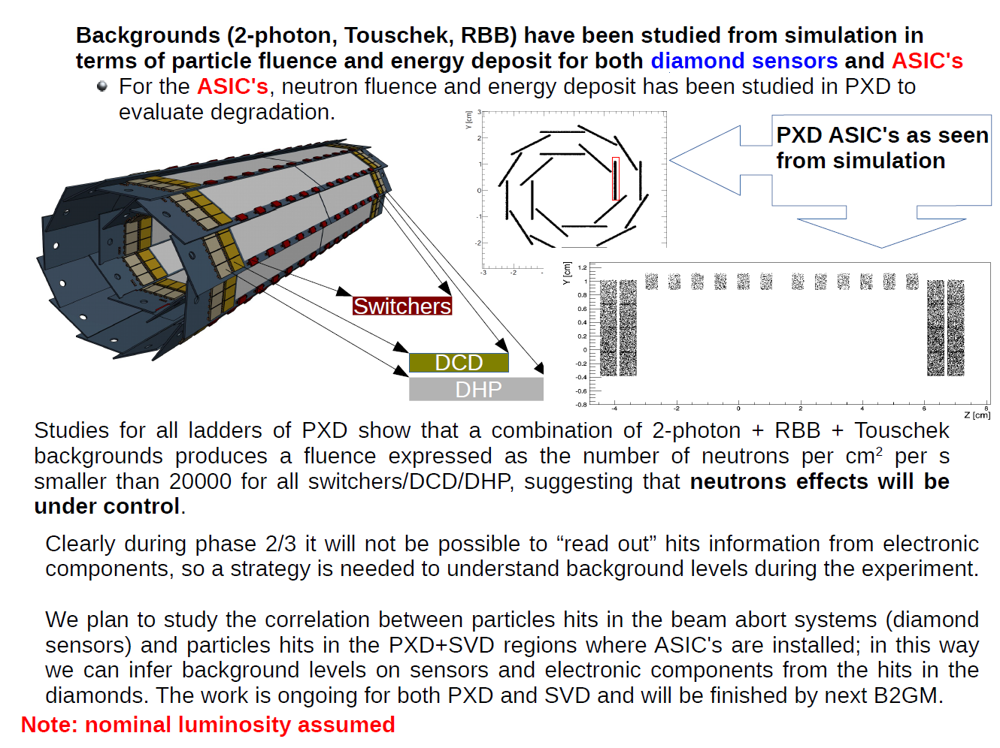 Backgrounds (2-photon, Touschek, RBB) have been studied from simulation in
terms of particle fluence and energy deposit for both diamond sensors and ASIC's
For the ASIC's, neutron fluence and energy deposit has been studied in PXD to
evaluate degradation.
PXD ASIC's as seen
from simulation
Y [cm]
3
2
1
0
-1
-2
-3
-2
-
Switchers
DCD
DHP
Y [cm]
1.2
1
0.8
0.6
0.4
0.2
0
-0.2
-0.4
-0.6
-0.8
-4
-2
0
2
4
6
8
Z [cm]
Studies for all ladders of PXD show that a combination of 2-photon + RBB + Touschek
backgrounds produces a fluence expressed as the number of neutrons per cm² per s
smaller than 20000 for all switchers/DCD/DHP, suggesting that neutrons effects will be
under control.
Clearly during phase 2/3 it will not be possible to “read out” hits information from electronic
components, so a strategy is needed to understand background levels during the experiment.
We plan to study the correlation between particles hits in the beam abort systems (diamond
sensors) and particles hits in the PXD+SVD regions where ASIC's are installed; in this way
we can infer background levels on sensors and electronic components from the hits in the
diamonds. The work is ongoing for both PXD and SVD and will be finished by next B2GM.
Note: nominal luminosity assumed